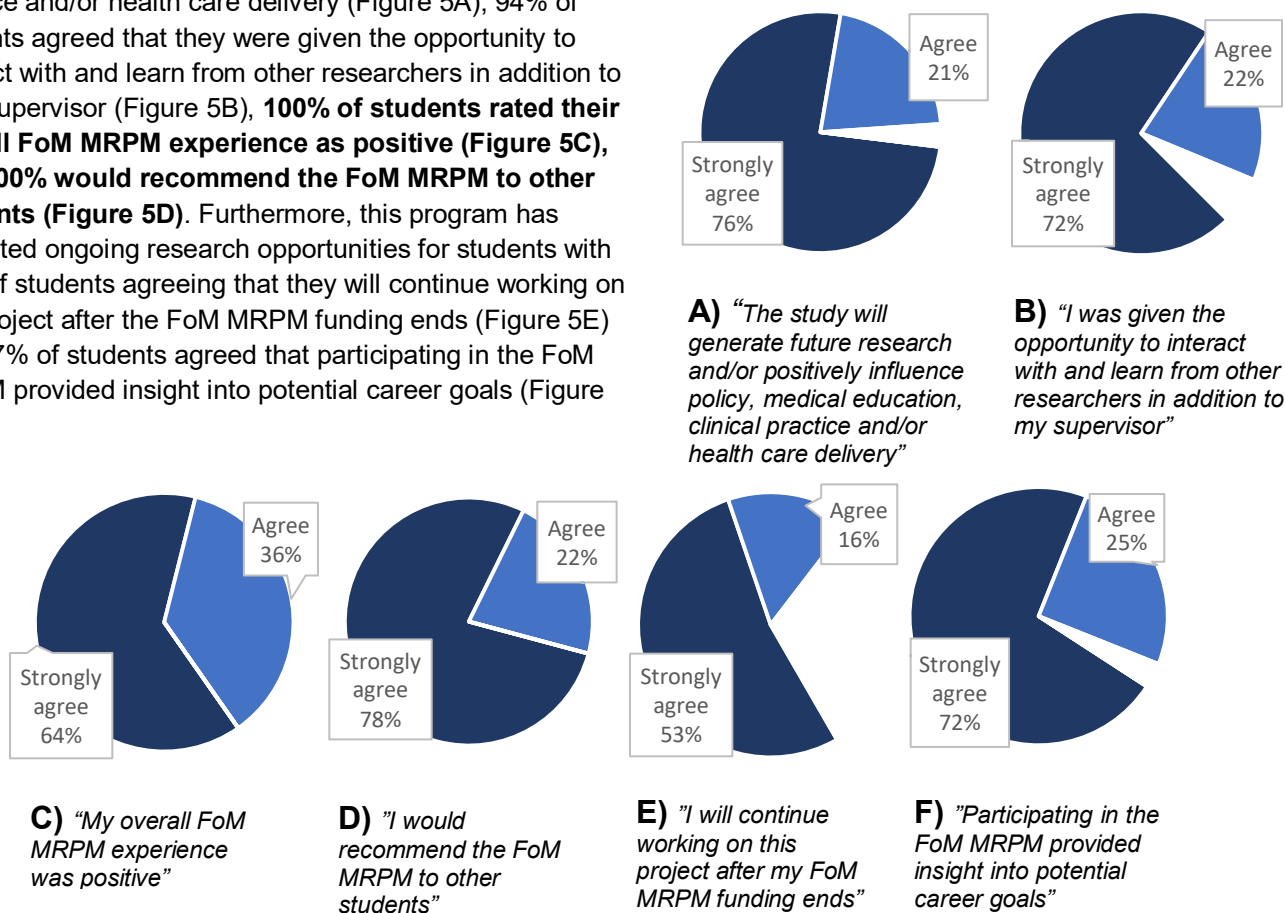 ce and/or health care delivery (Figure 5A), 94% of
nts agreed that they were given the opportunity to
ct with and learn from other researchers in addition to
supervisor (Figure 5B), 100% of students rated their
ll FoM MRPM experience as positive (Figure 5C),
00% would recommend the FoM MRPM to other
nts (Figure 5D). Furthermore, this program has
ted ongoing research opportunities for students with
of students agreeing that they will continue working on
roject after the FoM MRPM funding ends (Figure 5E)
7% of students agreed that participating in the FoM
M provided insight into potential career goals (Figure
Agree
21%
Strongly
agree
76%
A) “The study will
generate future research
and/or positively influence
policy, medical education,
clinical practice and/or
health care delivery”
Agree
22%
Strongly
agree
72%
B) “I was given the
opportunity to interact
with and learn from other
researchers in addition to
my supervisor”
Agree
36%
Strongly
agree
64%
C) ”My overall FoM
MRPM experience
was positive”
Agree
22%
Strongly
agree
78%
D) ”I would
recommend the FoM
MRPM to other
students”
Agree
16%
Strongly
agree
53%
E) ”I will continue
working on this
project after my FoM
MRPM funding ends”
Agree
25%
Strongly
agree
72%
F) ”Participating in the
FoM MRPM provided
insight into potential
career goals”